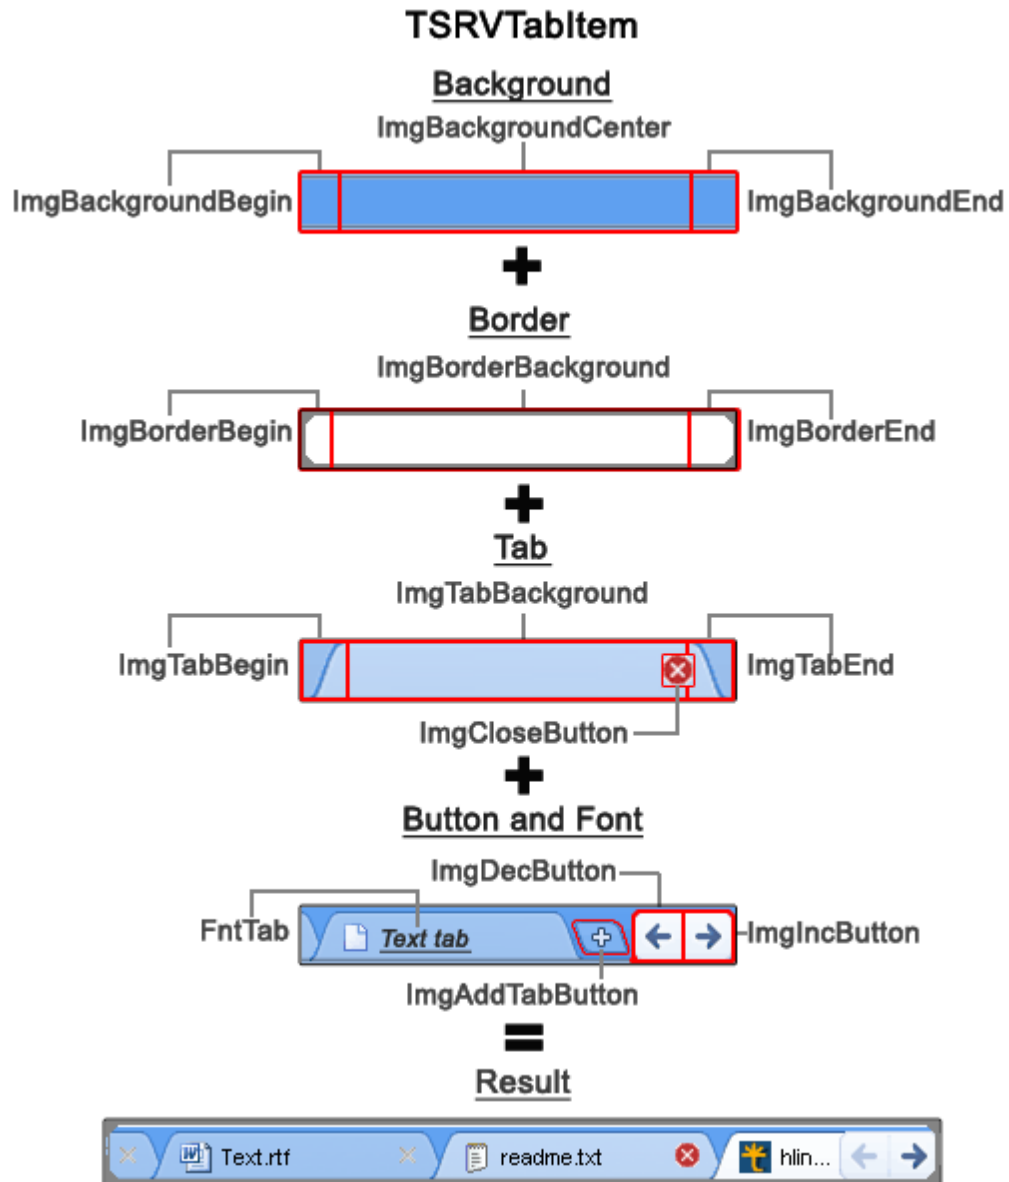 TSRVTabItem
Background
ImgBackgroundCenter
ImgBackgroundBegin
ImgBackgroundEnd
Border
ImgBorderBackground
ImgBorderBegin
ImgBorderEnd
Tab
ImgTabBackground
ImgTabBegin
ImgTabEnd
ImgCloseButton
Button and Font
ImgDecButton
FntTab
Text tab
ImgIncButton
ImgAddTabButton
Result
Text.rtf
readme.txt
hlin...